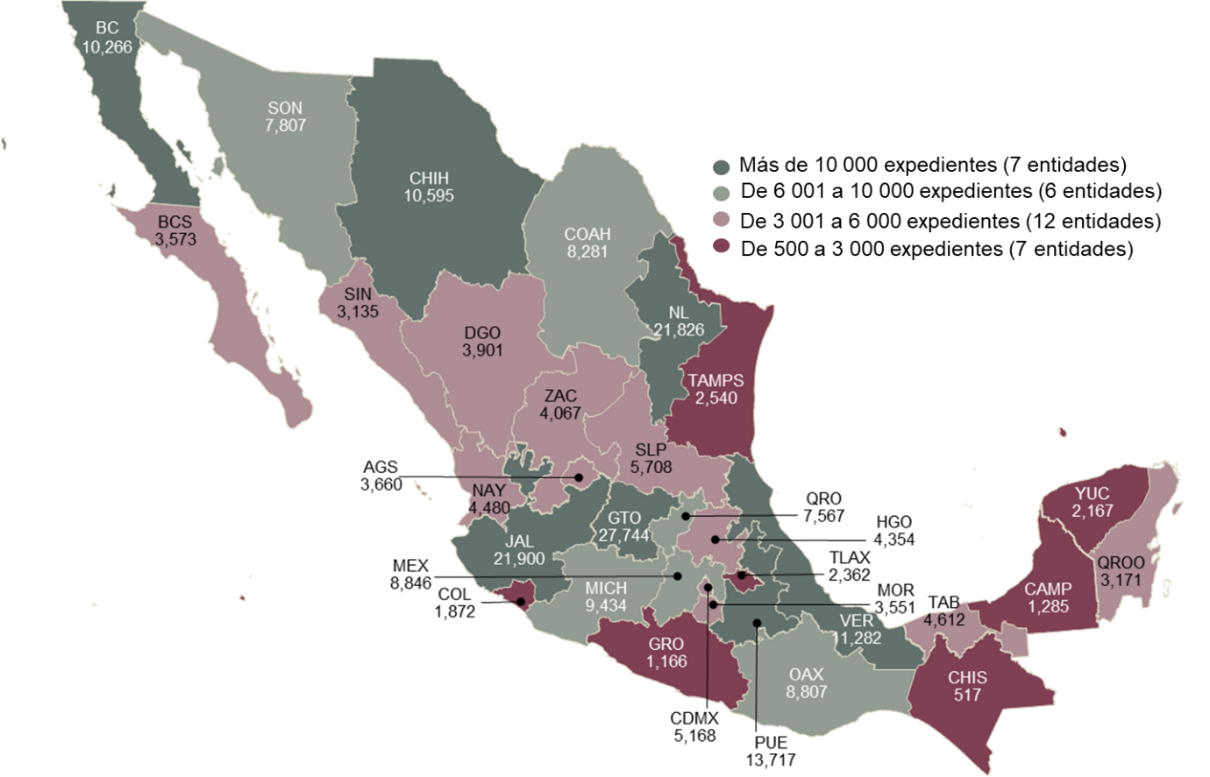 BC
10,266
SON
7,807
CHIH
10,595
Más de 10 000 expedientes (7 entidades)
De 6 001 a 10 000 expedientes (6 entidades)
De 3 001 a 6 000 expedientes (12 entidades)
De 500 a 3 000 expedientes (7 entidades)
BCS
3,573
COAH
8,281
SIN
3,135
NL
21,826
DGO
3,901
TAMPS
2,540
ZAC
4,067
SLP
5,708
AGS
3,660
NAY
4,480
QRO
7,567
YUC
2,167
GTO
27,744
HGO
4,354
JAL
21,900
TLAX
2,362
QROO
3,171
MEX
8,846
MICH
9,434
COL
1,872
MOR
3,551
TAB
4,612
CAMP
1,285
VER
11,282
GRO
1,166
OAX
8,807
CHIS
517
CDMX
5,168
PUE
13,717